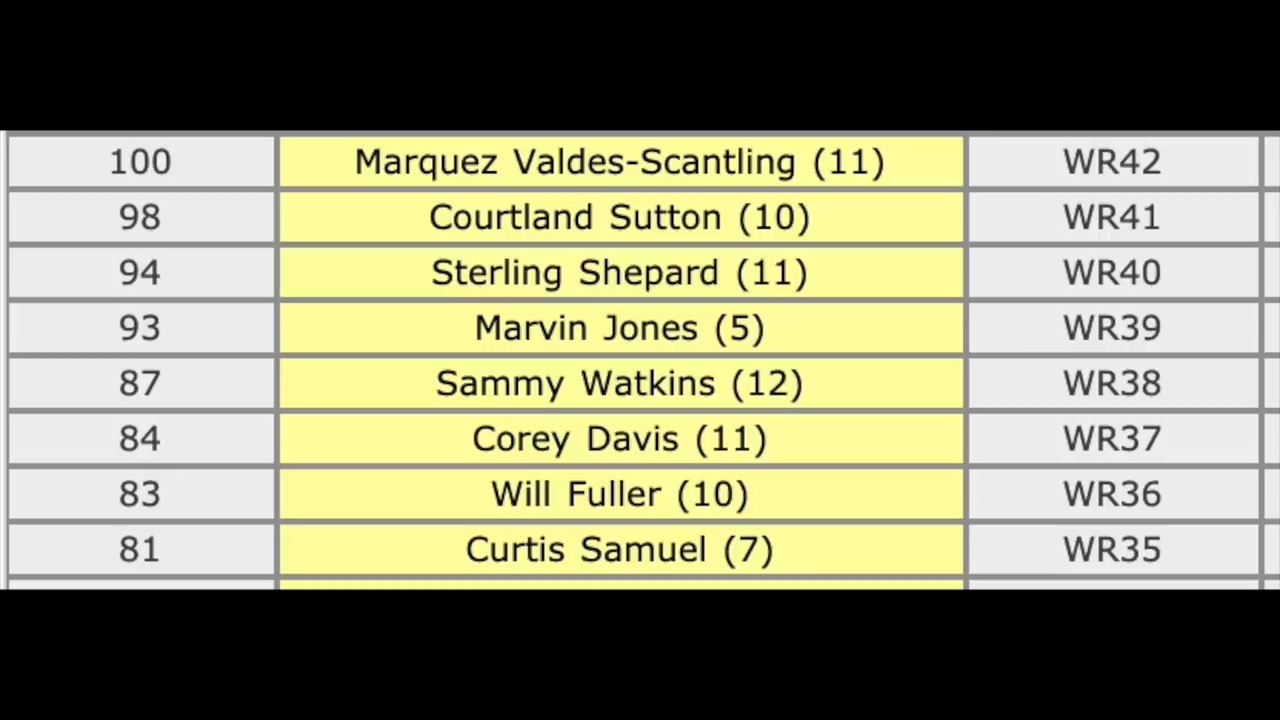 100 Marquez Valdes-Scantling (11) WR42
98 Courtland Sutton (10) WR41
94 Sterling Shepard (11) WR40
93 Marvin Jones (5) WR39
87 Sammy Watkins (12) WR38
84 Corey Davis (11) WR37
83 Will Fuller (10) WR36
81 Curtis Samuel (7) WR35